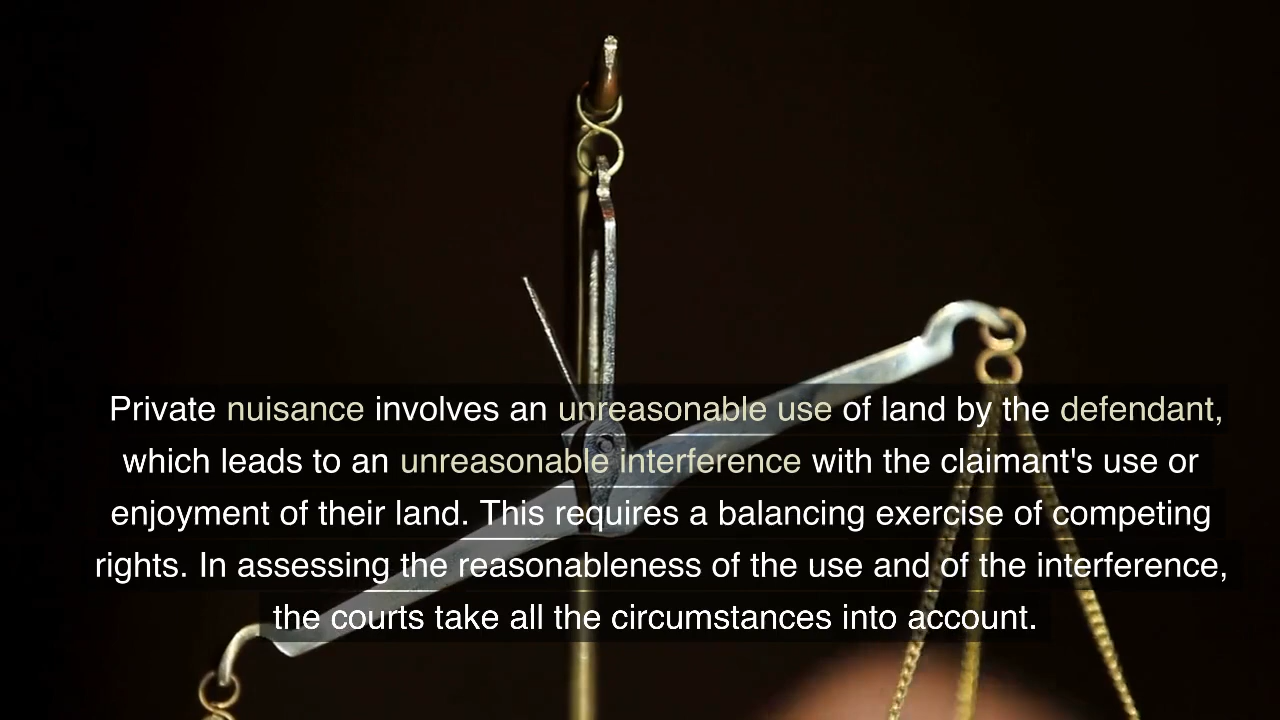 Private nuisance involves an unreasonable use of land by the defendant,
which leads to an unreasonable interference with the claimant's use or
enjoyment of their land. This requires a balancing exercise of competing
rights. In assessing the reasonableness of the use and of the interference,
the courts take all the circumstances into account.